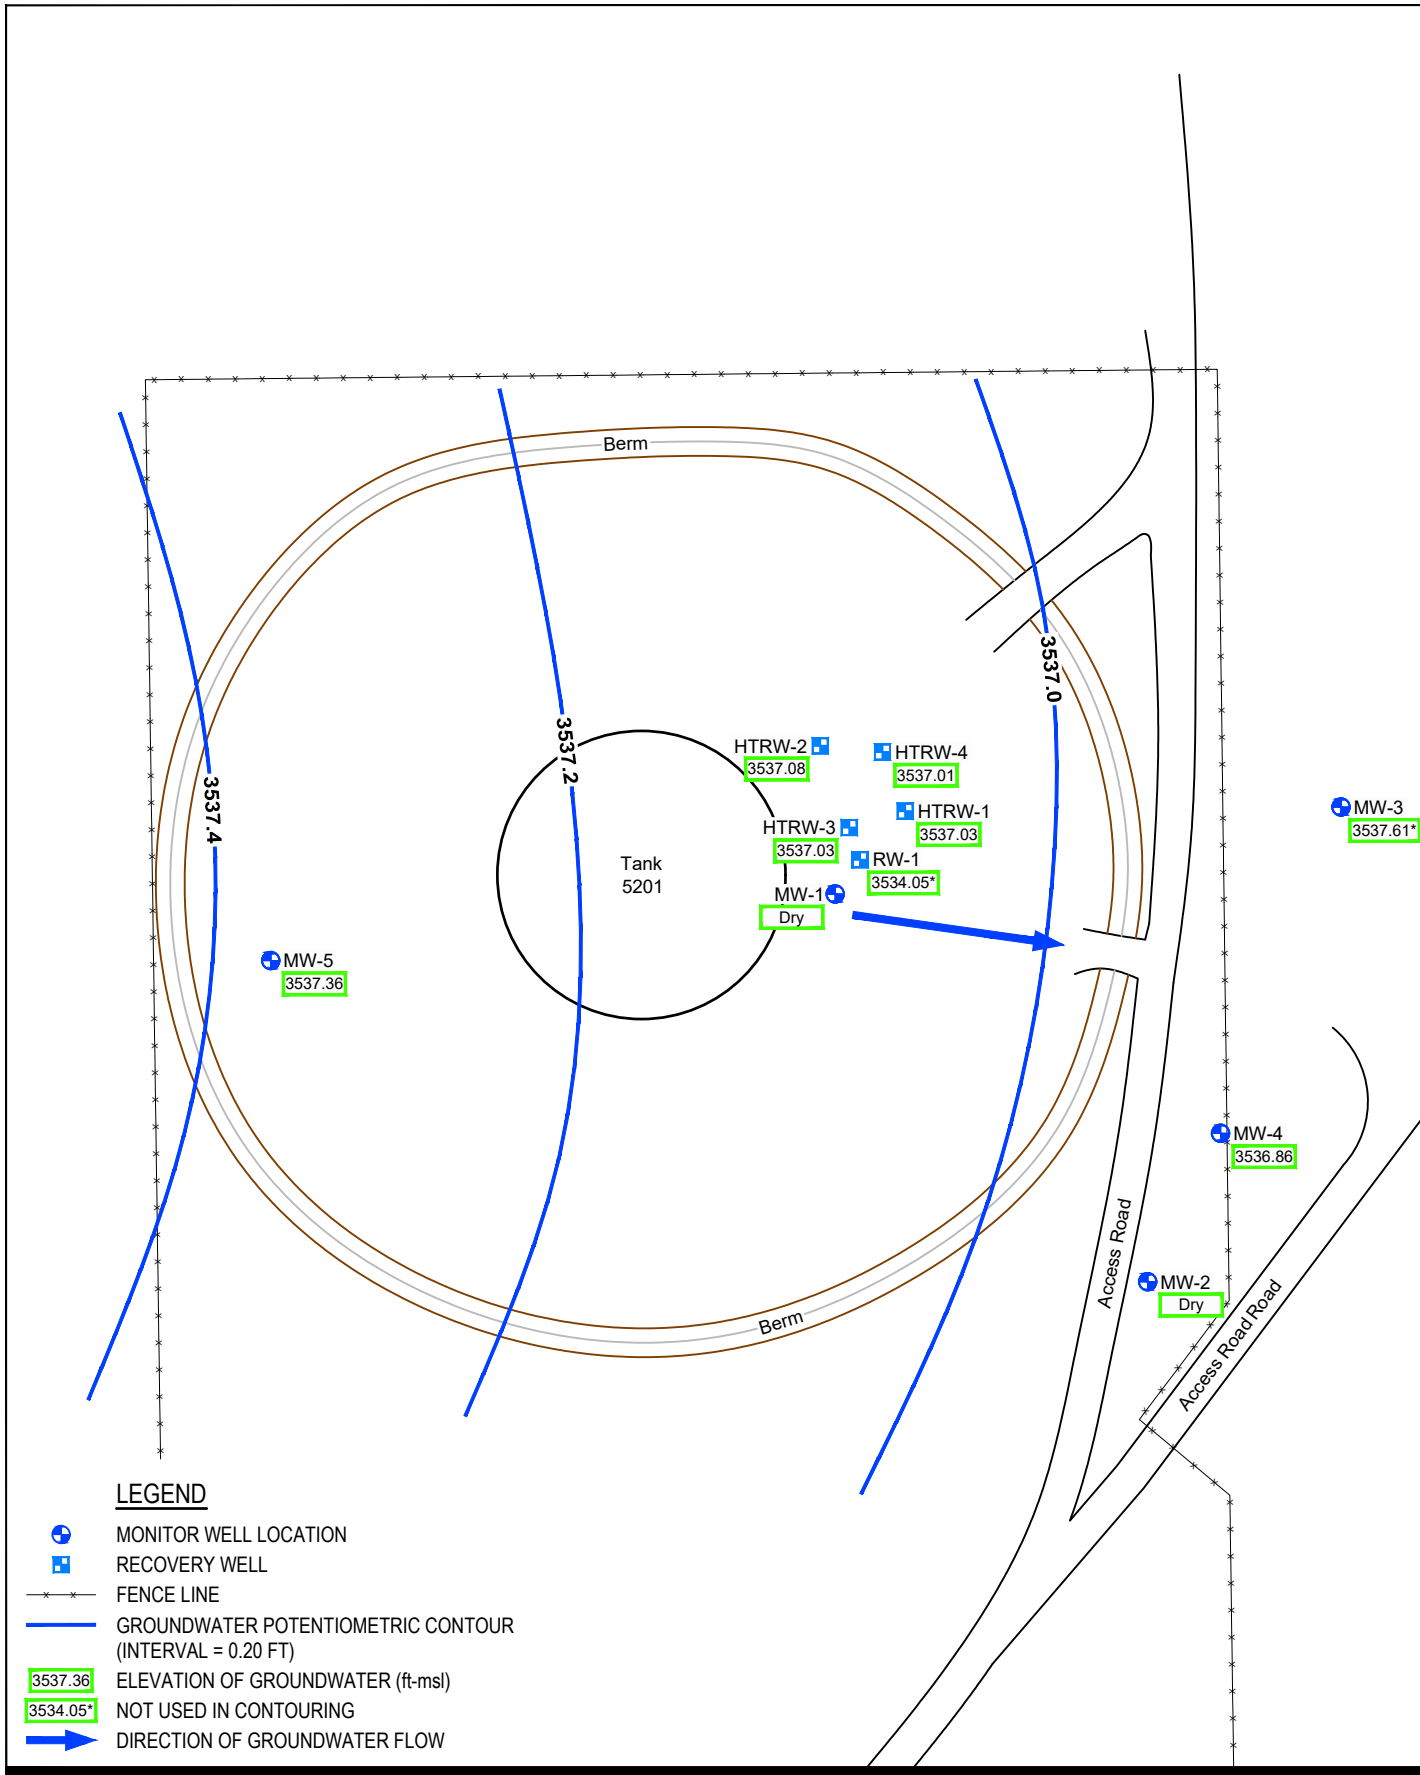 Berm
3537.0
3537.2
3537.4
HTRW-2
3537.08
HTRW-4
3537.01
HTRW-1
3537.03
HTRW-3
3537.03
RW-1
3534.05*
MW-1
Dry
Tank
5201
MW-3
3537.61*
MW-5
3537.36
MW-4
3536.86
MW-2
Dry
Access Road
Access Road Road
Berm
LEGEND
MONITOR WELL LOCATION
RECOVERY WELL
FENCE LINE
GROUNDWATER POTENTIOMETRIC CONTOUR
(INTERVAL = 0.20 FT)
3537.36 ELEVATION OF GROUNDWATER (ft-msl)
3534.05* NOT USED IN CONTOURING
DIRECTION OF GROUNDWATER FLOW